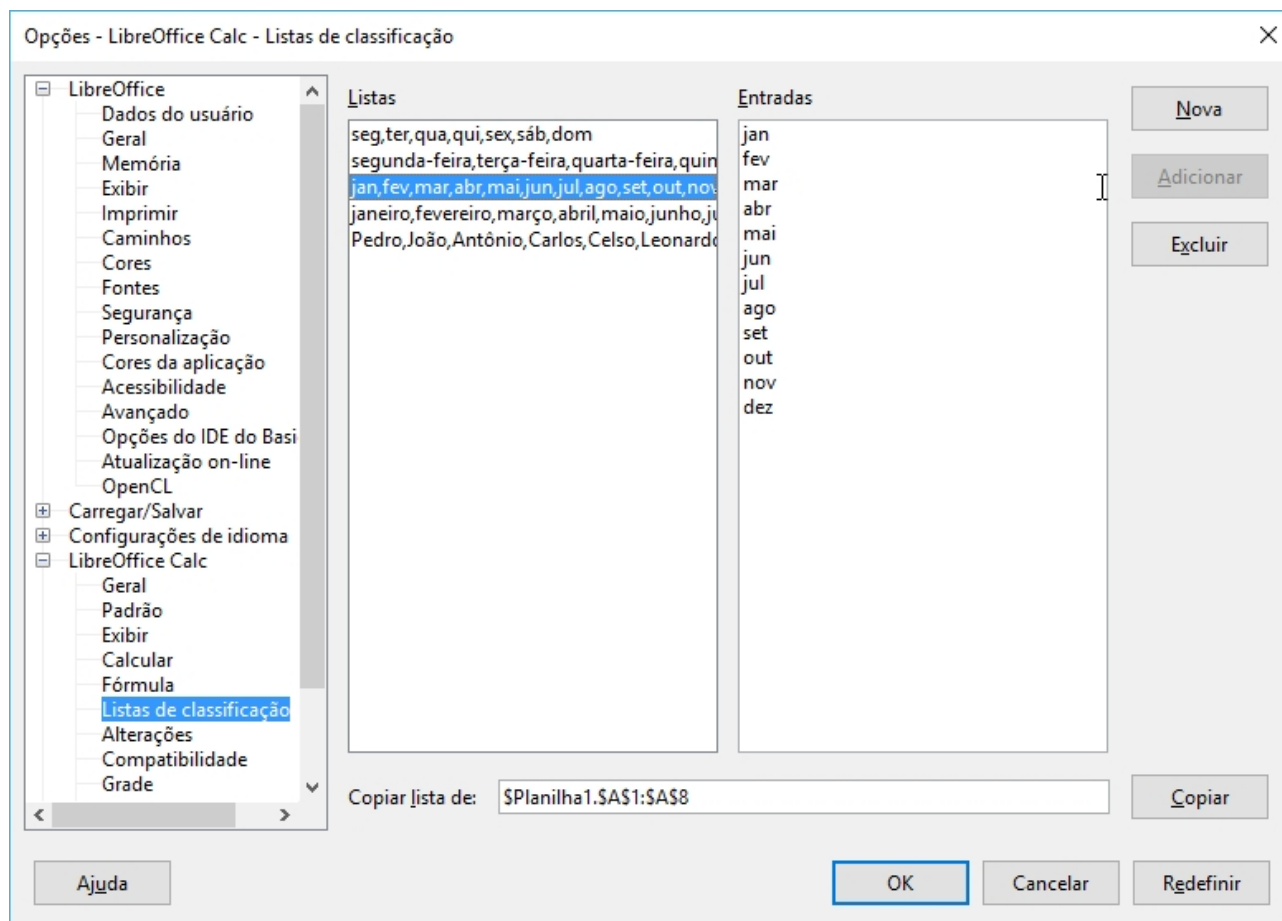 Opções - LibreOffice Calc - Listas de classificação
LibreOffice
Dados do usuário
Geral
Memória
Exibir
Imprimir
Caminhos
Cores
Fontes
Segurança
Personalização
Cores da aplicação
Acessibilidade
Avançado
Opções do IDE do Basi
Atualização on-line
OpenCL
Carregar/Salvar
Configurações de idioma
LibreOffice Calc
Geral
Padrão
Exibir
Calcular
Fórmula
Listas de classificação
Alterações
Compatibilidade
Grade
Listas
seg,ter,qua,qui,sex,sáb,dom
segunda-feira,terça-feira,quarta-feira,quin
jan,fev,mar,abr,mai,jun,jul,ago,set,out,nov
janeiro,fevereiro,março,abril,maio,junho,ju
Pedro,João,Antônio,Carlos,Celso,Leonardo
Entradas
jan
fev
mar
abr
mai
jun
jul
ago
set
out
nov
dez
Nova
Adicionar
Excluir
Copiar lista de: $Planilha1.$A$1:$A$8
Copiar
Ajuda
OK
Cancelar
Redefinir